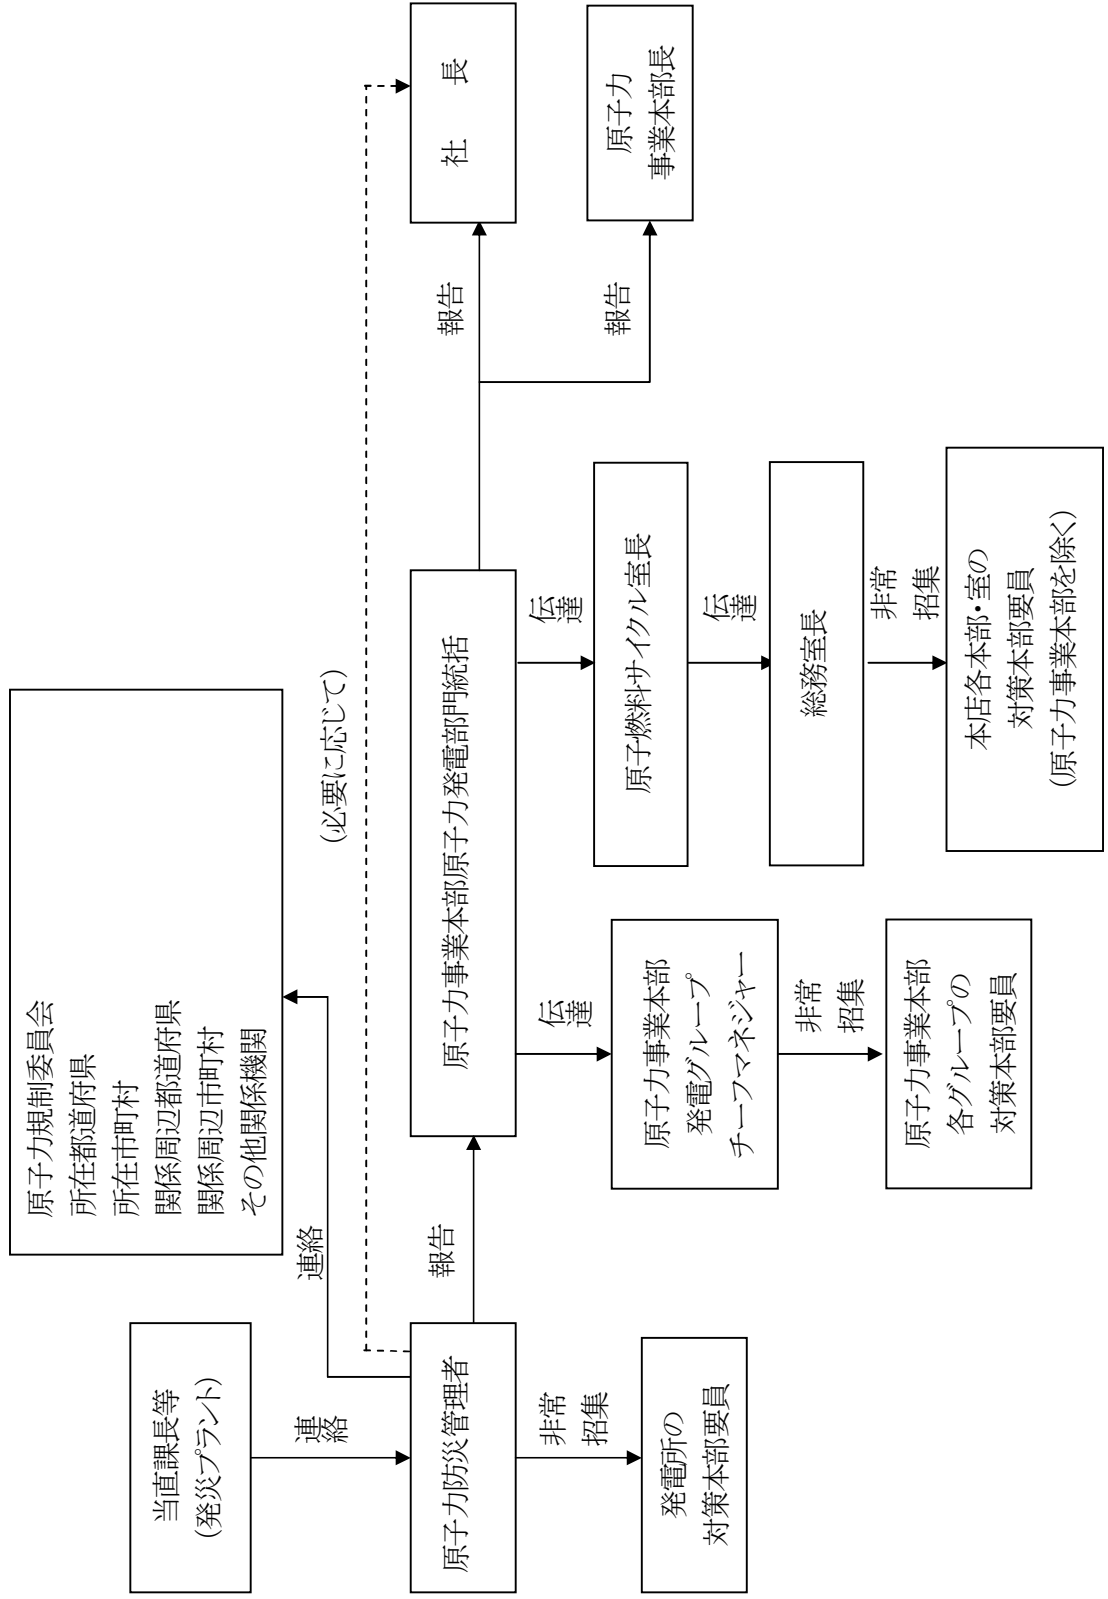 当直課長等
(発災プラント)
連絡
原子力防災管理者
非常
招集
発電所の
対策本部要員
連絡
原子力規制委員会
所在都道府県
所在市町村
関係周辺都道府県
関係周辺市町村
その他関係機関
(必要に応じて)
報告
原子力事業本部原子力発電部門統括
伝達
原子力事業本部
発電グループ
チーフマネジャー
非常
招集
原子力事業本部
各グループの
対策本部要員
伝達
原子燃料サイクル室長
伝達
総務室長
非常
招集
本店各本部・室の
対策本部要員
(原子力事業本部を除く)
報告
社 長
報告
原子力
事業本部長